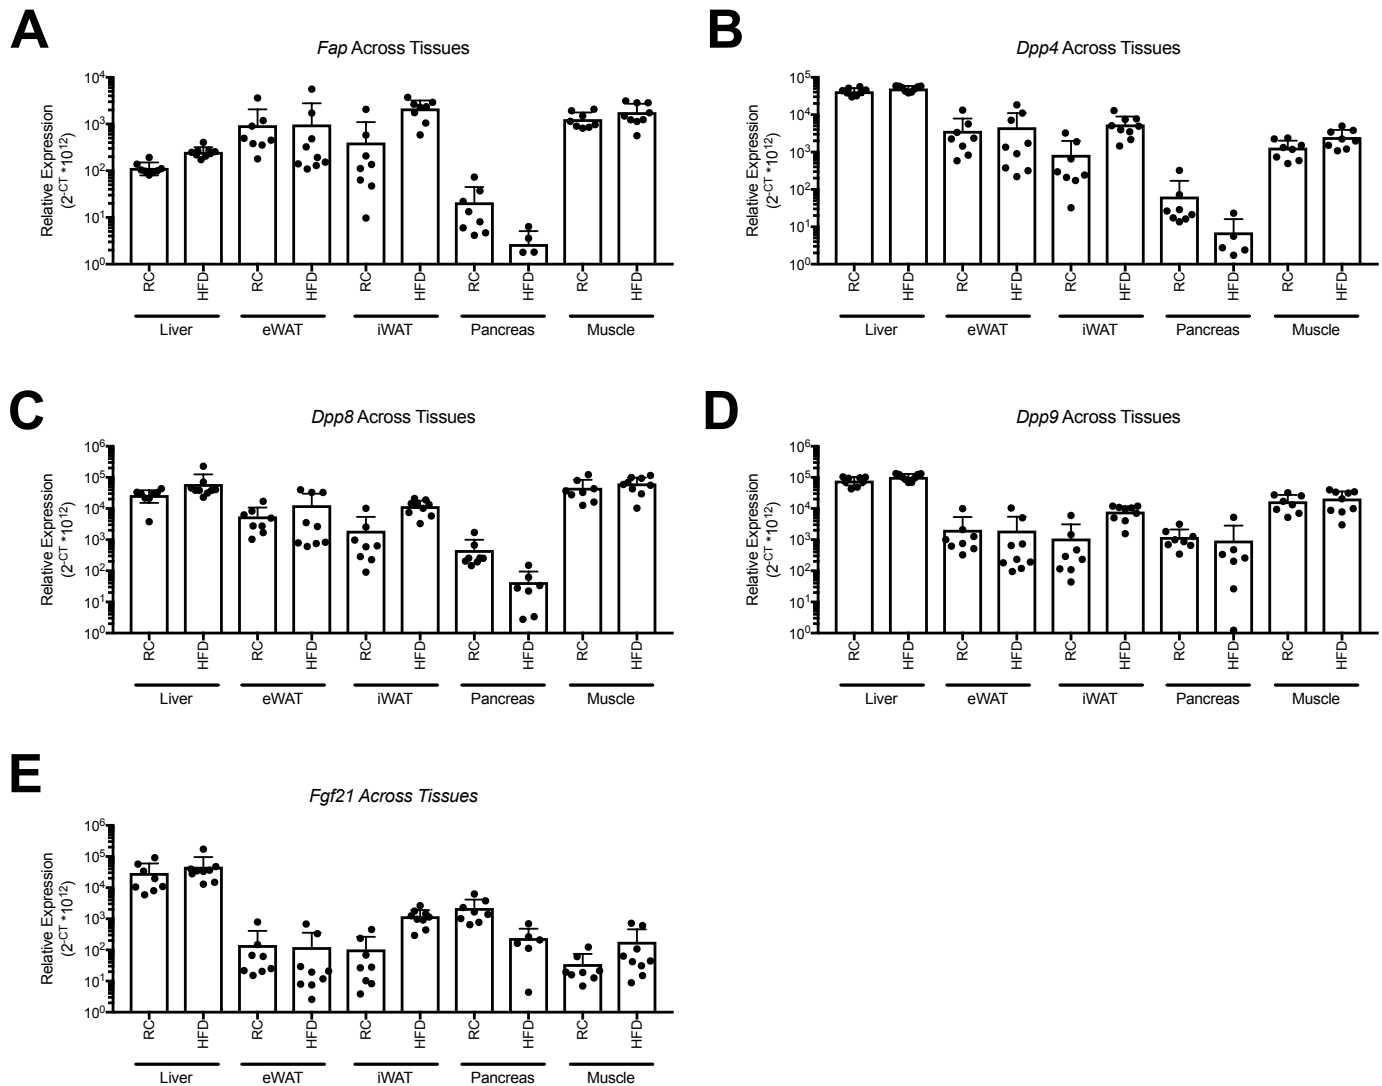 A
Fap Across Tissues
Relative Expression
(2^-CT *10^12)
10^4
10^3
10^2
10^1
10^0
RC
HFD
RC
HFD
RC
HFD
RC
HFD
RC
HFD
Liver
eWAT
iWAT
Pancreas
Muscle
B
Dpp4 Across Tissues
Relative Expression
(2^-CT *10^12)
10^5
10^4
10^3
10^2
10^1
10^0
RC
HFD
RC
HFD
RC
HFD
RC
HFD
RC
HFD
Liver
eWAT
iWAT
Pancreas
Muscle
C
Dpp8 Across Tissues
Relative Expression
(2^-CT *10^12)
10^6
10^5
10^4
10^3
10^2
10^1
10^0
RC
HFD
RC
HFD
RC
HFD
RC
HFD
RC
HFD
Liver
eWAT
iWAT
Pancreas
Muscle
D
Dpp9 Across Tissues
Relative Expression
(2^-CT *10^12)
10^6
10^5
10^4
10^3
10^2
10^1
10^0
RC
HFD
RC
HFD
RC
HFD
RC
HFD
RC
HFD
Liver
eWAT
iWAT
Pancreas
Muscle
E
Fgf21 Across Tissues
Relative Expression
(2^-CT *10^12)
10^6
10^5
10^4
10^3
10^2
10^1
10^0
RC
HFD
RC
HFD
RC
HFD
RC
HFD
RC
HFD
Liver
eWAT
iWAT
Pancreas
Muscle